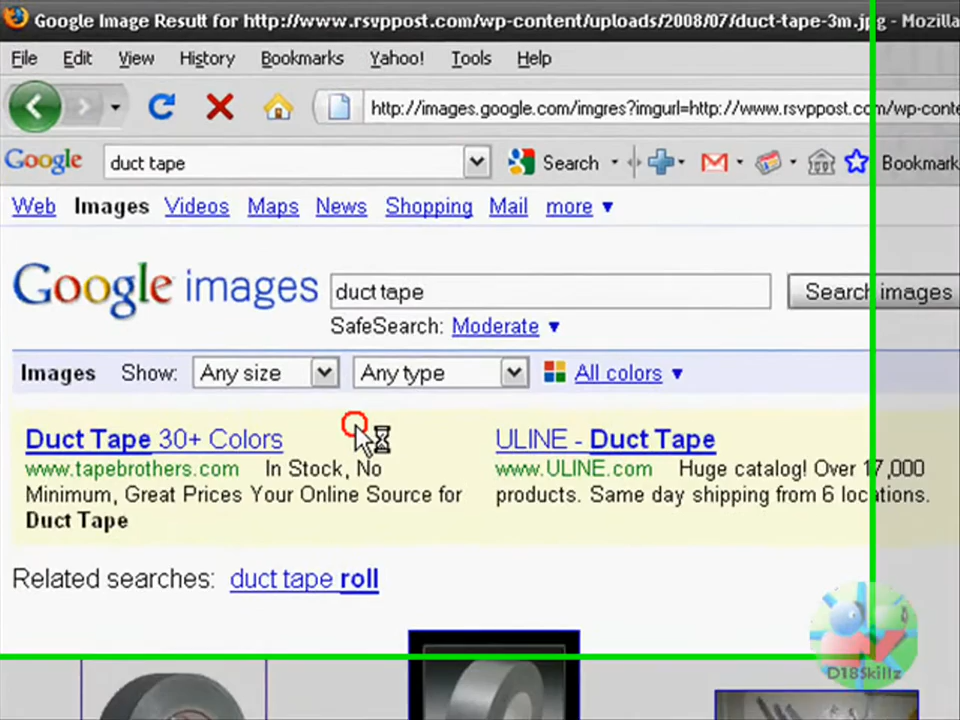 Google Image Result for http://www.rsvppost.com/wp-content/uploads/2008/07/duct-tape-3m.jpg - Mozilla
File Edit View History Bookmarks Yahoo! Tools Help
http://images.google.com/imgres?imgurl=http://www.rsvppost.com/wp-conte
Google duct tape Search Bookmark
Web Images Videos Maps News Shopping Mail more
Google images duct tape Search images
SafeSearch: Moderate
Images Show: Any size Any type All colors
Duct Tape 30+ Colors ULINE - Duct Tape
www.tapebrothers.com In Stock, No www.ULINE.com Huge catalog! Over 17,000
Minimum, Great Prices Your Online Source for products. Same day shipping from 6 locations.
Duct Tape
Related searches: duct tape roll
D18Skillz